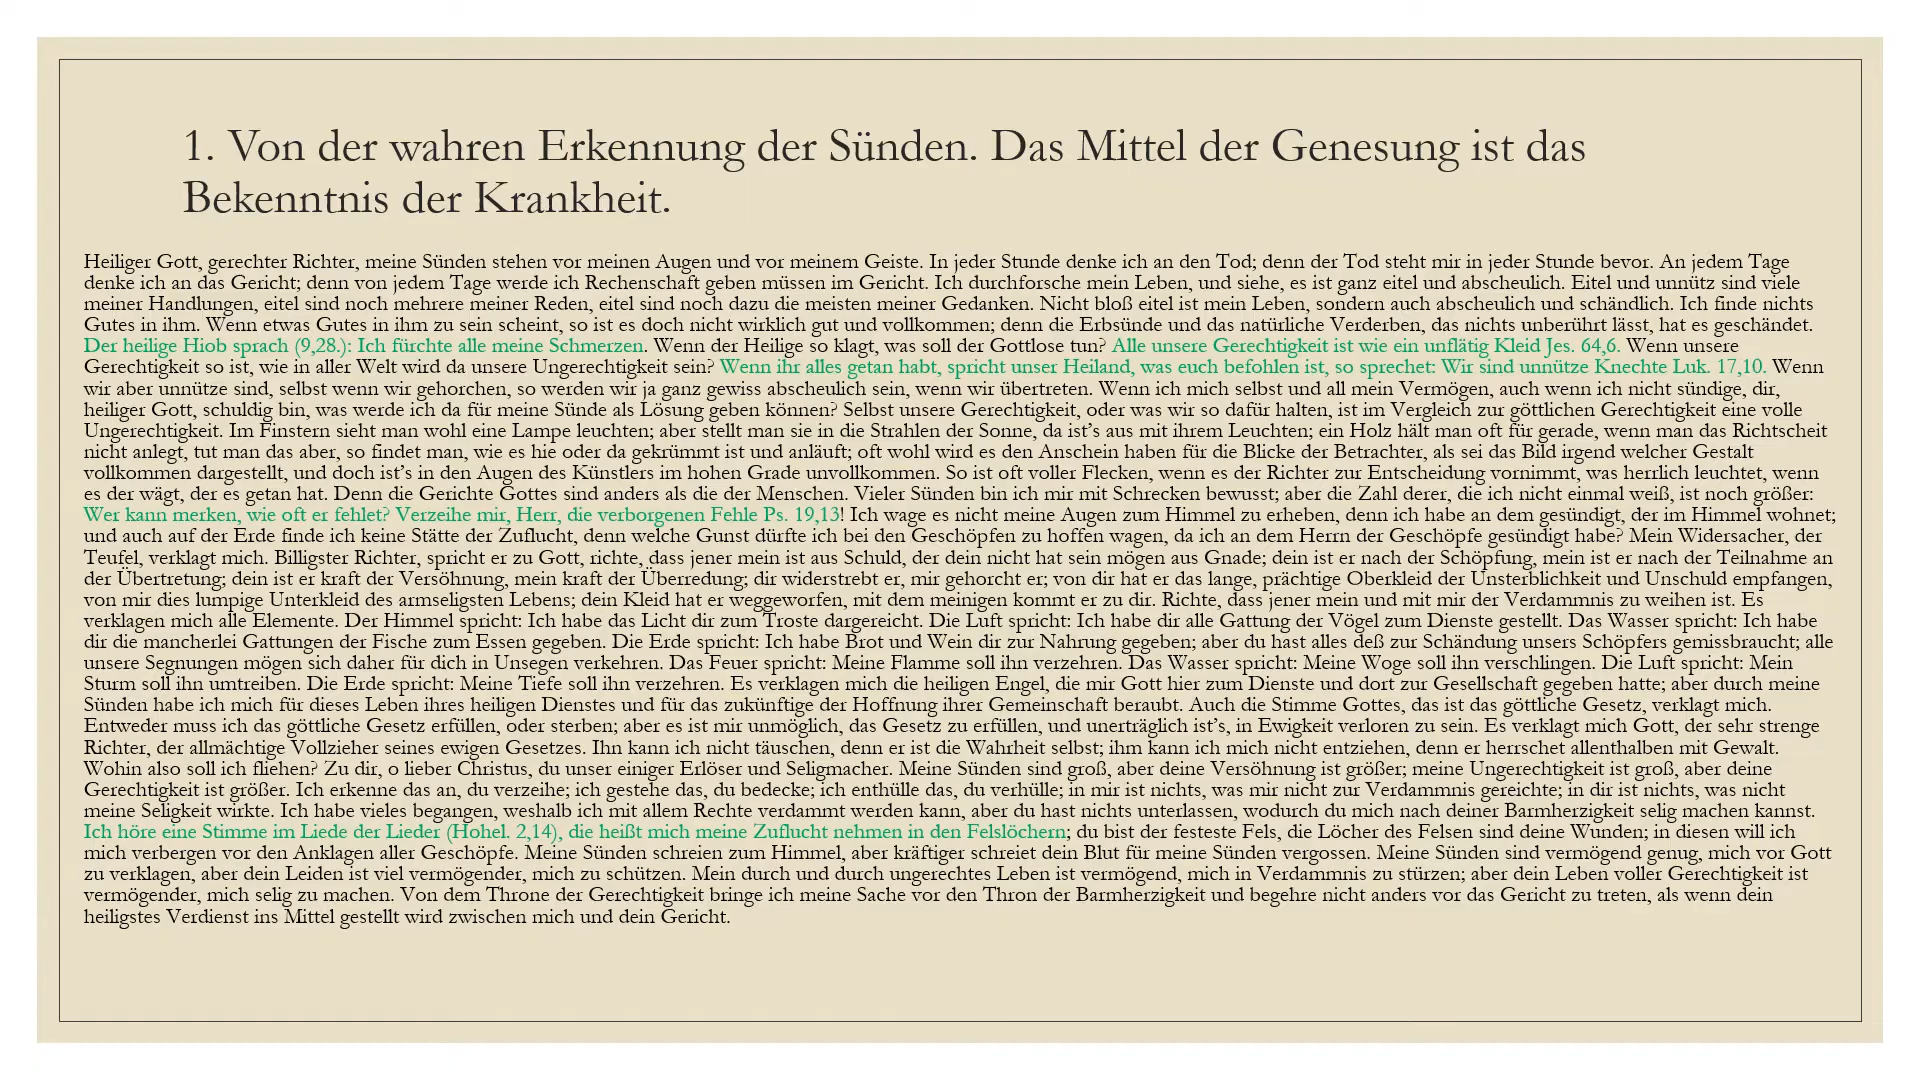 1. Von der wahren Erkennung der Sünden. Das Mittel der Genesung ist das
Bekenntnis der Krankheit.
Heiliger Gott, gerechter Richter, meine Sünden stehen vor meinen Augen und vor meinem Geiste. In jeder Stunde denke ich an den Tod; denn der Tod steht mir in jeder Stunde bevor. An jedem Tage
denke ich an das Gericht; denn von jedem Tage werde ich Rechenschaft geben müssen im Gericht. Ich durchforsche mein Leben, und siehe, es ist ganz eitel und abscheulich. Eitel und unnütz sind viele
meiner Handlungen, eitel sind noch mehrere meiner Reden, eitel sind noch dazu die meisten meiner Gedanken. Nicht bloß eitel ist mein Leben, sondern auch abscheulich und schändlich. Ich finde nichts
Gutes in ihm. Wenn etwas Gutes in ihm zu sein scheint, so ist es doch nicht wirklich gut und vollkommen; denn die Erbsünde und das natürliche Verderben, das nichts unberührt lässt, hat es geschändet.
Der heilige Hiob sprach (9,28.): Ich fürchte alle meine Schmerzen. Wenn der Heilige so klagt, was soll der Gottlose tun? Alle unsere Gerechtigkeit ist wie ein unflätig Kleid Jes. 64,6. Wenn unsere
Gerechtigkeit so ist, wie in aller Welt wird da unsere Ungerechtigkeit sein? Wenn ihr alles getan habt, spricht unser Heiland, was euch befohlen ist, so sprechet: Wir sind unnütze Knechte Luk. 17,10. Wenn
wir aber unnütze sind, selbst wenn wir gehorchen, so werden wir ja ganz gewiss abscheulich sein, wenn wir übertreten. Wenn ich mich selbst und all mein Vermögen, auch wenn ich nicht sündige, dir,
heiliger Gott, schuldig bin, was werde ich da für meine Sünde als Lösung geben können? Selbst unsere Gerechtigkeit, oder was wir so dafür halten, ist im Vergleich zur göttlichen Gerechtigkeit eine volle
Ungerechtigkeit. Im Finstern sieht man wohl eine Lampe leuchten; aber stellt man sie in die Strahlen der Sonne, da ist’s aus mit ihrem Leuchten; ein Holz hält man oft für gerade, wenn man das Richtscheit
nicht anlegt, tut man das aber, so findet man, wie es hie oder da gekrümmt ist und anläuft; oft wohl wird es den Anschein haben für die Blicke der Betrachter, als sei das Bild irgend welcher Gestalt
vollkommen dargestellt, und doch ist’s in den Augen des Künstlers im hohen Grade unvollkommen. So ist oft voller Flecken, wenn es der Richter zur Entscheidung vornimmt, was herrlich leuchtet, wenn
es der wägt, der es getan hat. Denn die Gerichte Gottes sind anders als die der Menschen. Vieler Sünden bin ich mir mit Schrecken bewusst; aber die Zahl derer, die ich nicht einmal weiß, ist noch größer:
Wer kann merken, wie oft er fehlet? Verzeihe mir, Herr, die verborgenen Fehle Ps. 19,13! Ich wage es nicht meine Augen zum Himmel zu erheben, denn ich habe an dem gesündigt, der im Himmel wohnet;
und auch auf der Erde finde ich keine Stätte der Zuflucht, denn welche Gunst dürfte ich bei den Geschöpfen zu hoffen wagen, da ich an dem Herrn der Geschöpfe gesündigt habe? Mein Widersacher, der
Teufel, verklagt mich. Billigster Richter, spricht er zu Gott, richte, dass jener mein ist aus Schuld, der dein nicht hat sein mögen aus Gnade; dein ist er nach der Schöpfung, mein ist er nach der Teilnahme an
der Übertretung; dein ist er kraft der Versöhnung, mein kraft der Überredung; dir widerstrebt er, mir gehorcht er; von dir hat er das lange, prächtige Oberkleid der Unsterblichkeit und Unschuld empfangen,
von mir dies lumpige Unterkleid des armseligsten Lebens; dein Kleid hat er weggeworfen, mit dem meinigen kommt er zu dir. Richte, dass jener mein und mit mir der Verdammnis zu weihen ist. Es
verklagen mich alle Elemente. Der Himmel spricht: Ich habe das Licht dir zum Troste dargereicht. Die Luft spricht: Ich habe dir alle Gattung der Vögel zum Dienste gestellt. Das Wasser spricht: Ich habe
dir die mancherlei Gattungen der Fische zum Essen gegeben. Die Erde spricht: Ich habe Brot und Wein dir zur Nahrung gegeben; aber du hast alles deß zur Schändung unsers Schöpfers gemissbraucht; alle
unsere Segnungen mögen sich daher für dich in Unsegen verkehren. Das Feuer spricht: Meine Flamme soll ihn verzehren. Das Wasser spricht: Meine Woge soll ihn verschlingen. Die Luft spricht: Mein
Sturm soll ihn umtreiben. Die Erde spricht: Meine Tiefe soll ihn verzehren. Es verklagen mich die heiligen Engel, die mir Gott hier zum Dienste und dort zur Gesellschaft gegeben hatte; aber durch meine
Sünden habe ich mich für dieses Leben ihres heiligen Dienstes und für das zukünftige der Hoffnung ihrer Gemeinschaft beraubt. Auch die Stimme Gottes, das ist das göttliche Gesetz, verklagt mich.
Entweder muss ich das göttliche Gesetz erfüllen, oder sterben; aber es ist mir unmöglich, das Gesetz zu erfüllen, und unerträglich ist’s, in Ewigkeit verloren zu sein. Es verklagt mich Gott, der sehr strenge
Richter, der allmächtige Vollzieher seines ewigen Gesetzes. Ihn kann ich nicht täuschen, denn er ist die Wahrheit selbst; ihm kann ich mich nicht entziehen, denn er herrschet allenthalben mit Gewalt.
Wohin also soll ich fliehen? Zu dir, o lieber Christus, du unser einiger Erlöser und Seligmacher. Meine Sünden sind groß, aber deine Versöhnung ist größer; meine Ungerechtigkeit ist groß, aber deine
Gerechtigkeit ist größer. Ich erkenne das an, du verzeihe; ich gestehe das, du bedecke; ich enthülle das, du verhülle; in mir ist nichts, was mir nicht zur Verdammnis gereichte; in dir ist nichts, was nicht
meine Seligkeit wirkte. Ich habe vieles begangen, weshalb ich mit allem Rechte verdammt werden kann, aber du hast nichts unterlassen, wodurch du mich nach deiner Barmherzigkeit selig machen kannst.
Ich höre eine Stimme im Liede der Lieder (Hohel. 2,14), die heißt mich meine Zuflucht nehmen in den Felslöchern; du bist der festeste Fels, die Löcher des Felsen sind deine Wunden; in diesen will ich
mich verbergen vor den Anklagen aller Geschöpfe. Meine Sünden schreien zum Himmel, aber kräftiger schreiet dein Blut für meine Sünden vergossen. Meine Sünden sind vermögend genug, mich vor Gott
zu verklagen, aber dein Leiden ist viel vermögender, mich zu schützen. Mein durch und durch ungerechtes Leben ist vermögend, mich in Verdammnis zu stürzen; aber dein Leben voller Gerechtigkeit ist
vermögender, mich selig zu machen. Von dem Throne der Gerechtigkeit bringe ich meine Sache vor den Thron der Barmherzigkeit und begehre nicht anders vor das Gericht zu treten, als wenn dein
heiligstes Verdienst ins Mittel gestellt wird zwischen mich und dein Gericht.